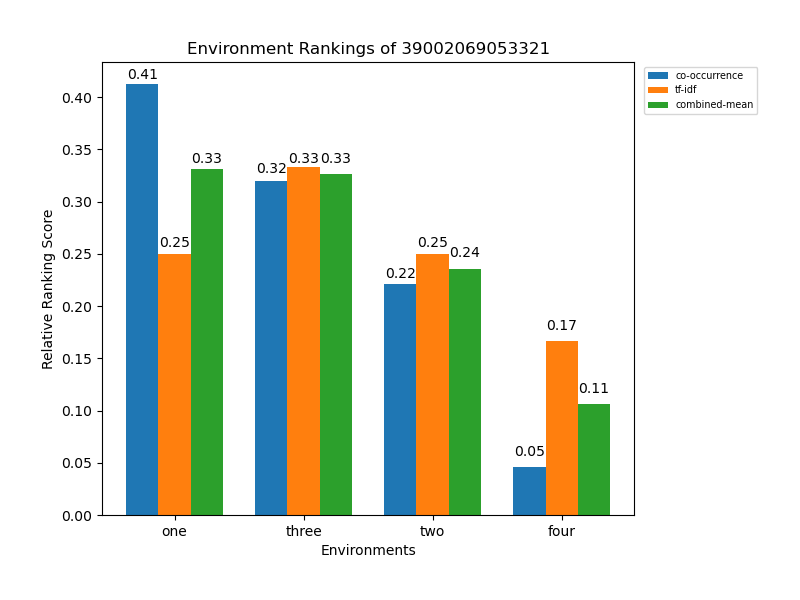 Environment Rankings of 39002069053321
co-occurrence
tf-idf
combined-mean
Relative Ranking Score
0.40
0.35
0.30
0.25
0.20
0.15
0.10
0.05
0.00
0.41
0.25
0.33
0.32
0.33
0.33
0.22
0.25
0.24
0.05
0.17
0.11
one
three
two
four
Environments